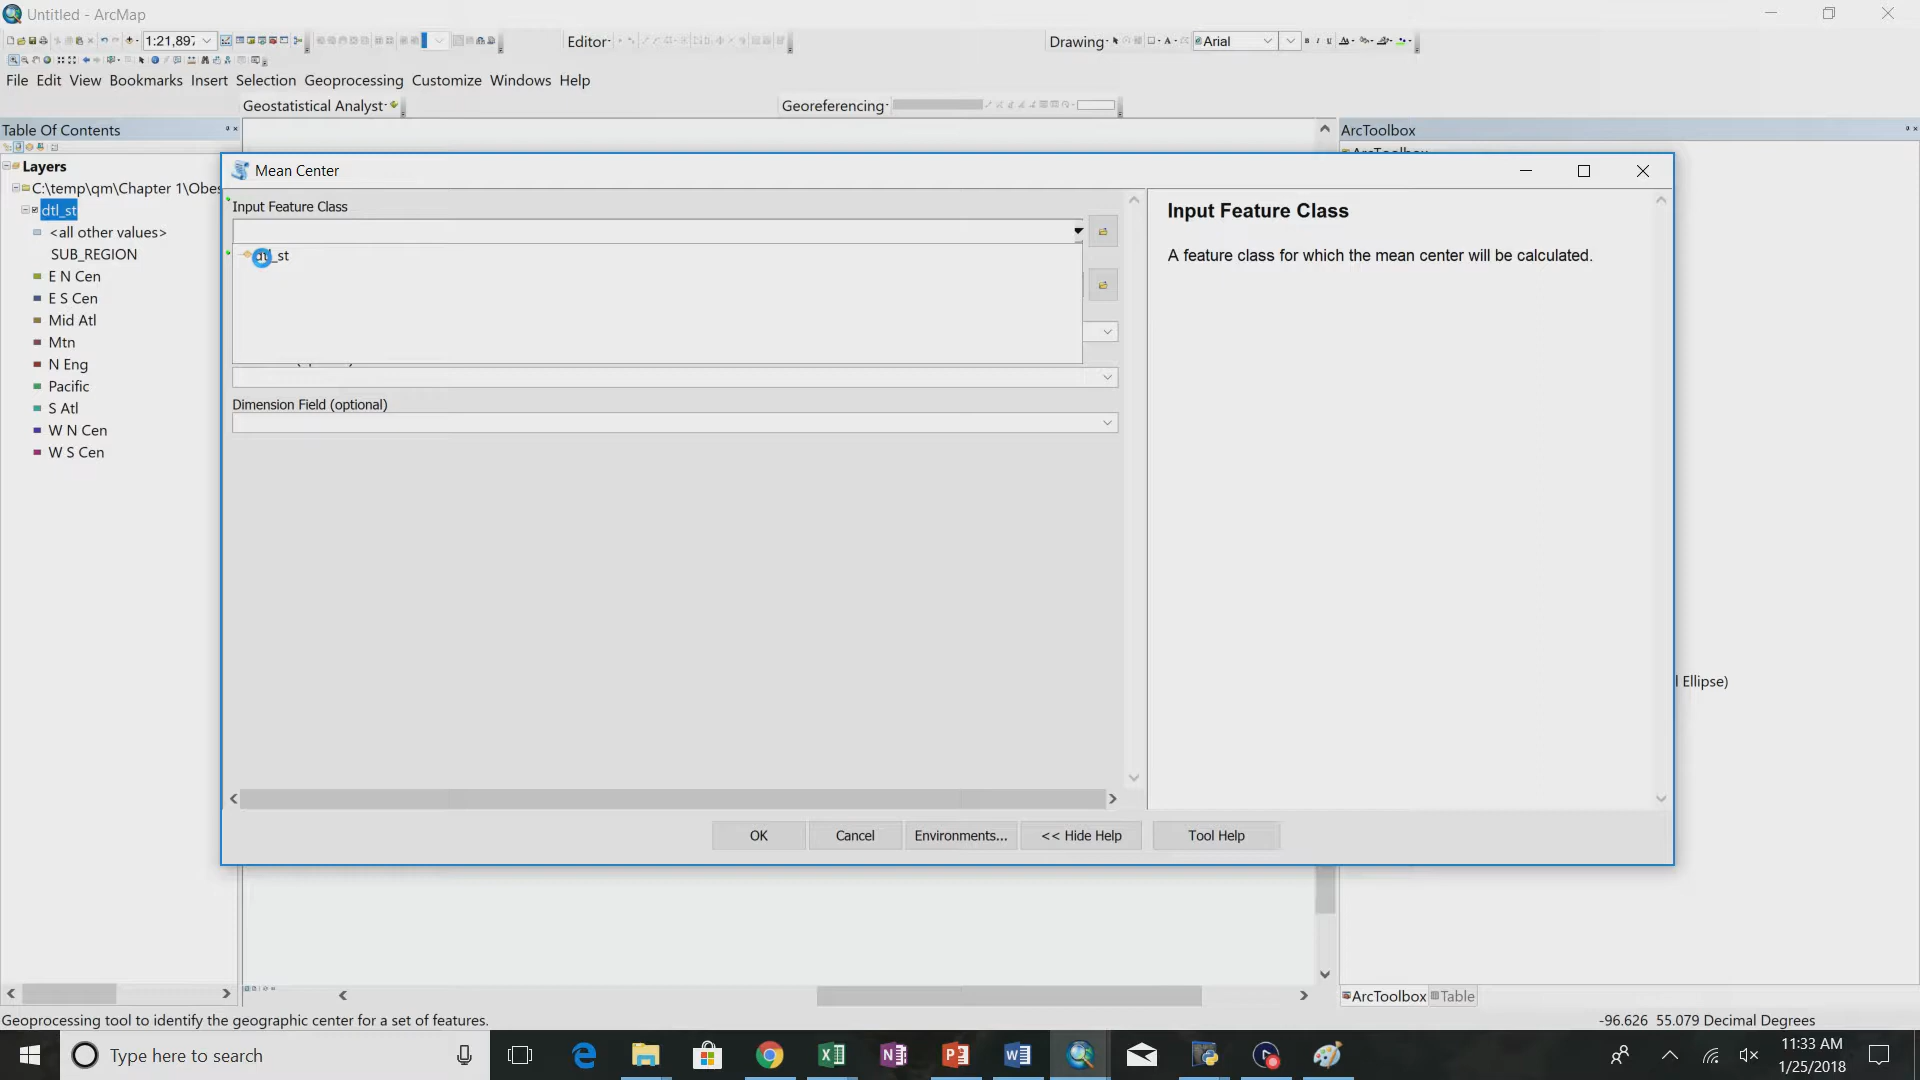 Untitled - ArcMap
1:21,897
Editor
Drawing
Arial
File Edit View Bookmarks Insert Selection Geoprocessing Customize Windows Help
Geostatistical Analyst
Georeferencing
Table Of Contents
ArcToolbox
ArcToolbox
Layers
C:\temp\qm\Chapter 1\Obes
dtl_st
<all other values>
SUB_REGION
E N Cen
E S Cen
Mid Atl
Mtn
N Eng
Pacific
S Atl
W N Cen
W S Cen
Mean Center
Input Feature Class
dtl_st
Dimension Field (optional)
Input Feature Class
A feature class for which the mean center will be calculated.
OK
Cancel
Environments...
<< Hide Help
Tool Help
l Ellipse)
ArcToolbox
Table
Geoprocessing tool to identify the geographic center for a set of features.
-96.626 55.079 Decimal Degrees
Type here to search
11:33 AM
1/25/2018